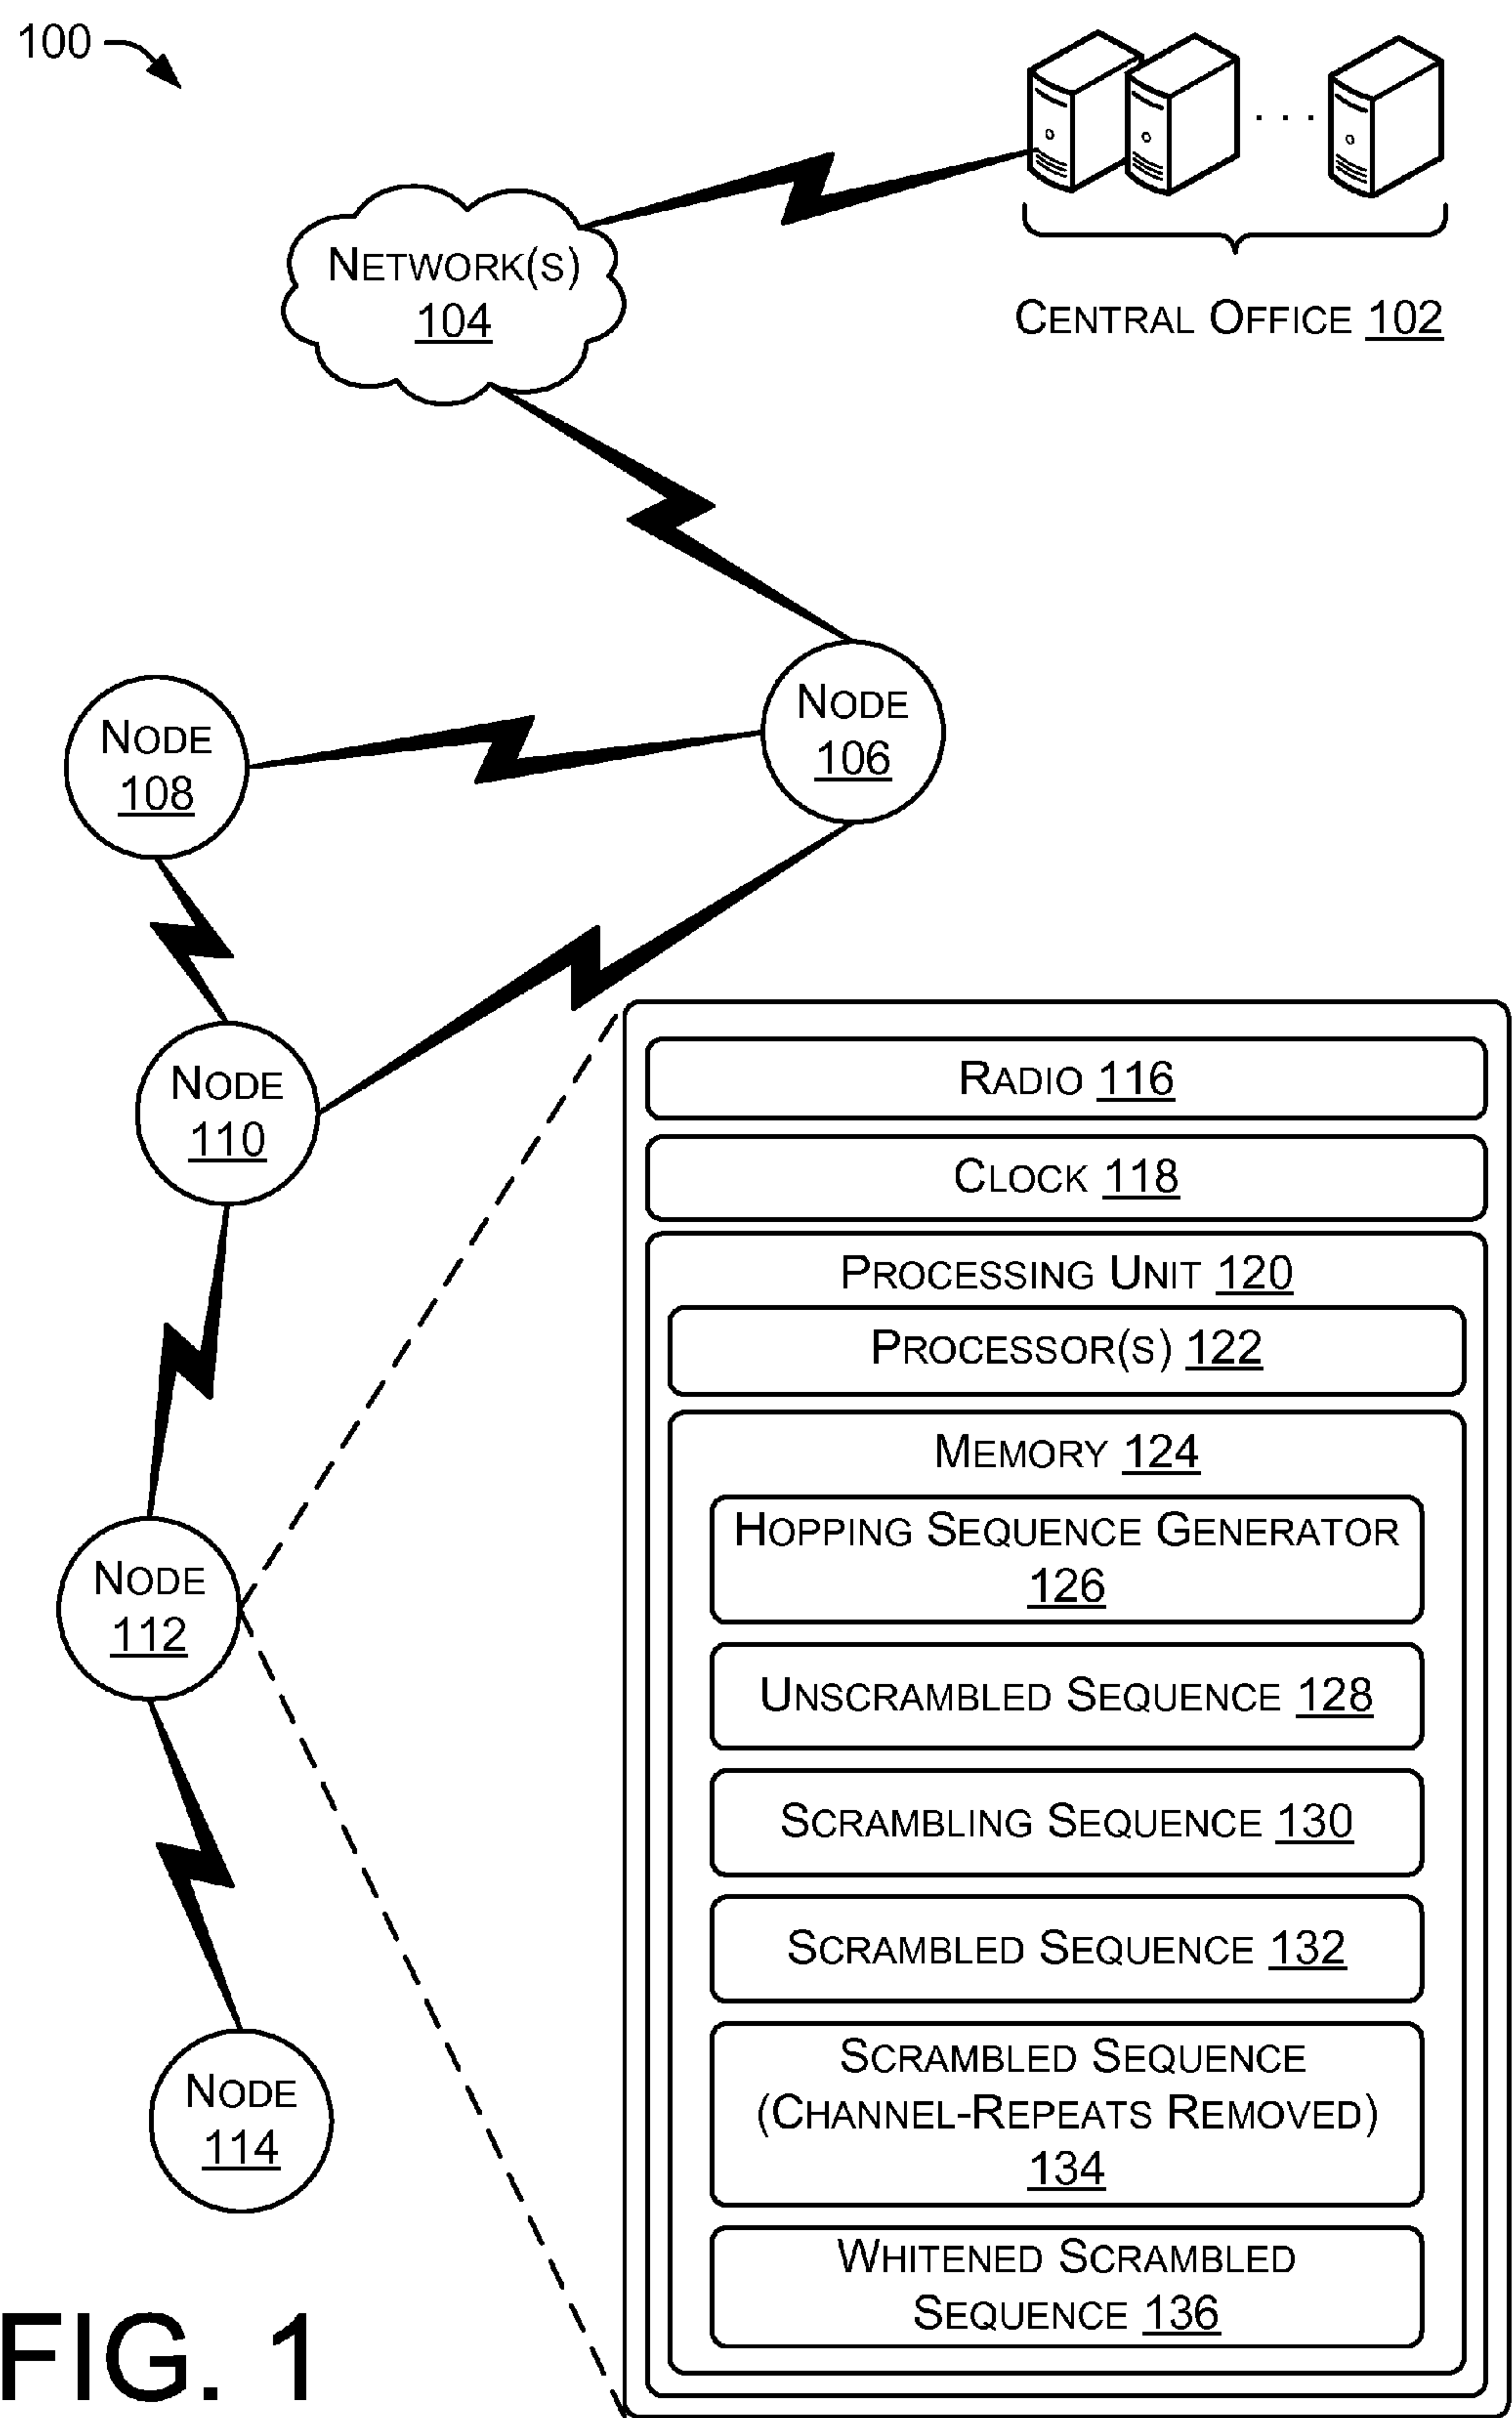 100
NETWORK(S)
104
CENTRAL OFFICE 102
NODE
106
NODE
108
NODE
110
NODE
112
NODE
114
RADIO 116
CLOCK 118
PROCESSING UNIT 120
PROCESSOR(S) 122
MEMORY 124
HOPPING SEQUENCE GENERATOR
126
UNSCRAMBLED SEQUENCE 128
SCRAMBLING SEQUENCE 130
SCRAMBLED SEQUENCE 132
SCRAMBLED SEQUENCE
(CHANNEL-REPEATS REMOVED)
134
WHITENED SCRAMBLED
SEQUENCE 136
FIG. 1